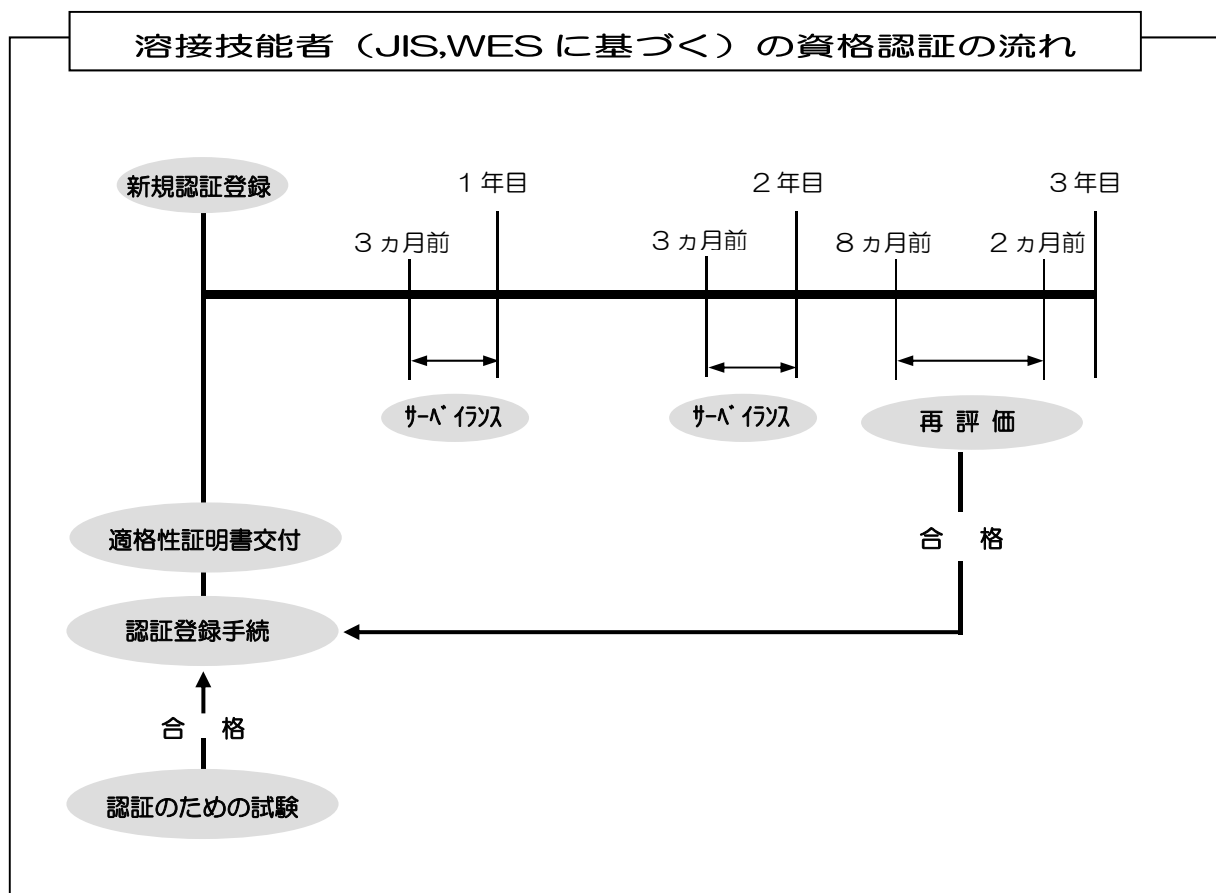 溶接技能者（JIS,WES に基づく）の資格認証の流れ
新規認証登録
１年目
２年目
３年目
３ヵ月前
３ヵ月前
８ヵ月前
２ヵ月前
ｻｰﾍﾞｲﾗﾝｽ
ｻｰﾍﾞｲﾗﾝｽ
再 評 価
適格性証明書交付
合 格
認証登録手続
合 格
認証のための試験